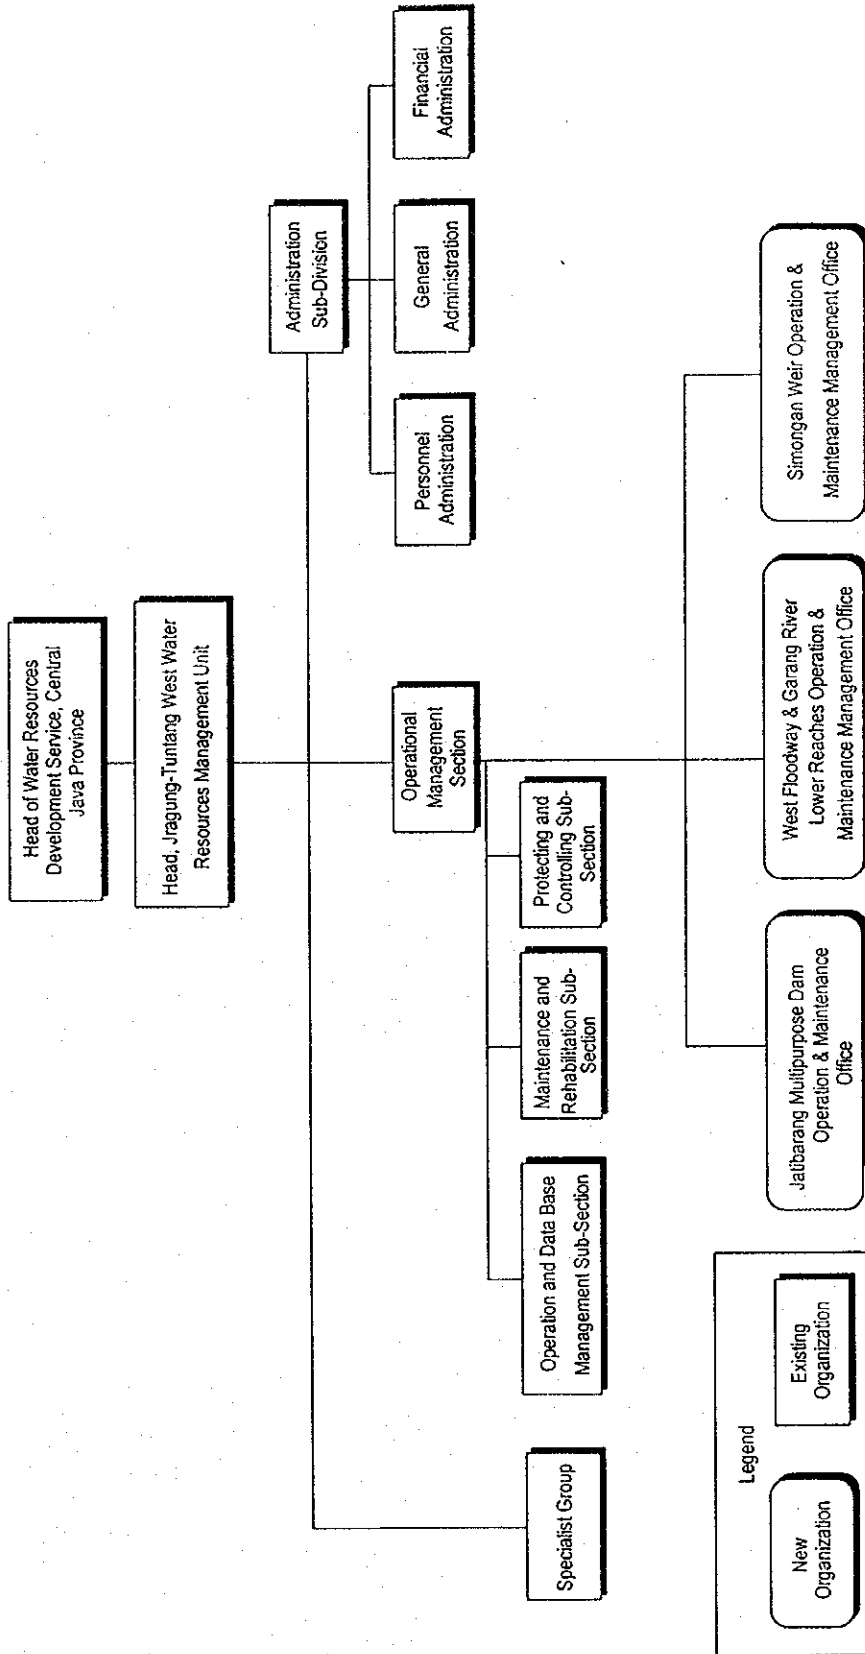 Head of Water Resources
Development Service, Central
Java Province
Head, Jragung-Tuntang West Water
Resources Management Unit
Administration
Sub-Division
Personnel
Administration
General
Administration
Financial
Administration
Operational
Management
Section
Specialist Group
Operation and Data Base
Management Sub-Section
Maintenance and
Rehabilitation Sub-
Section
Protecting and
Controlling Sub-
Section
Jatibarang Multipurpose Dam
Operation & Maintenance
Office
West Floodway & Garang River
Lower Reaches Operation &
Maintenance Management Office
Simongan Weir Operation &
Maintenance Management Office
Legend
New
Organization
Existing
Organization